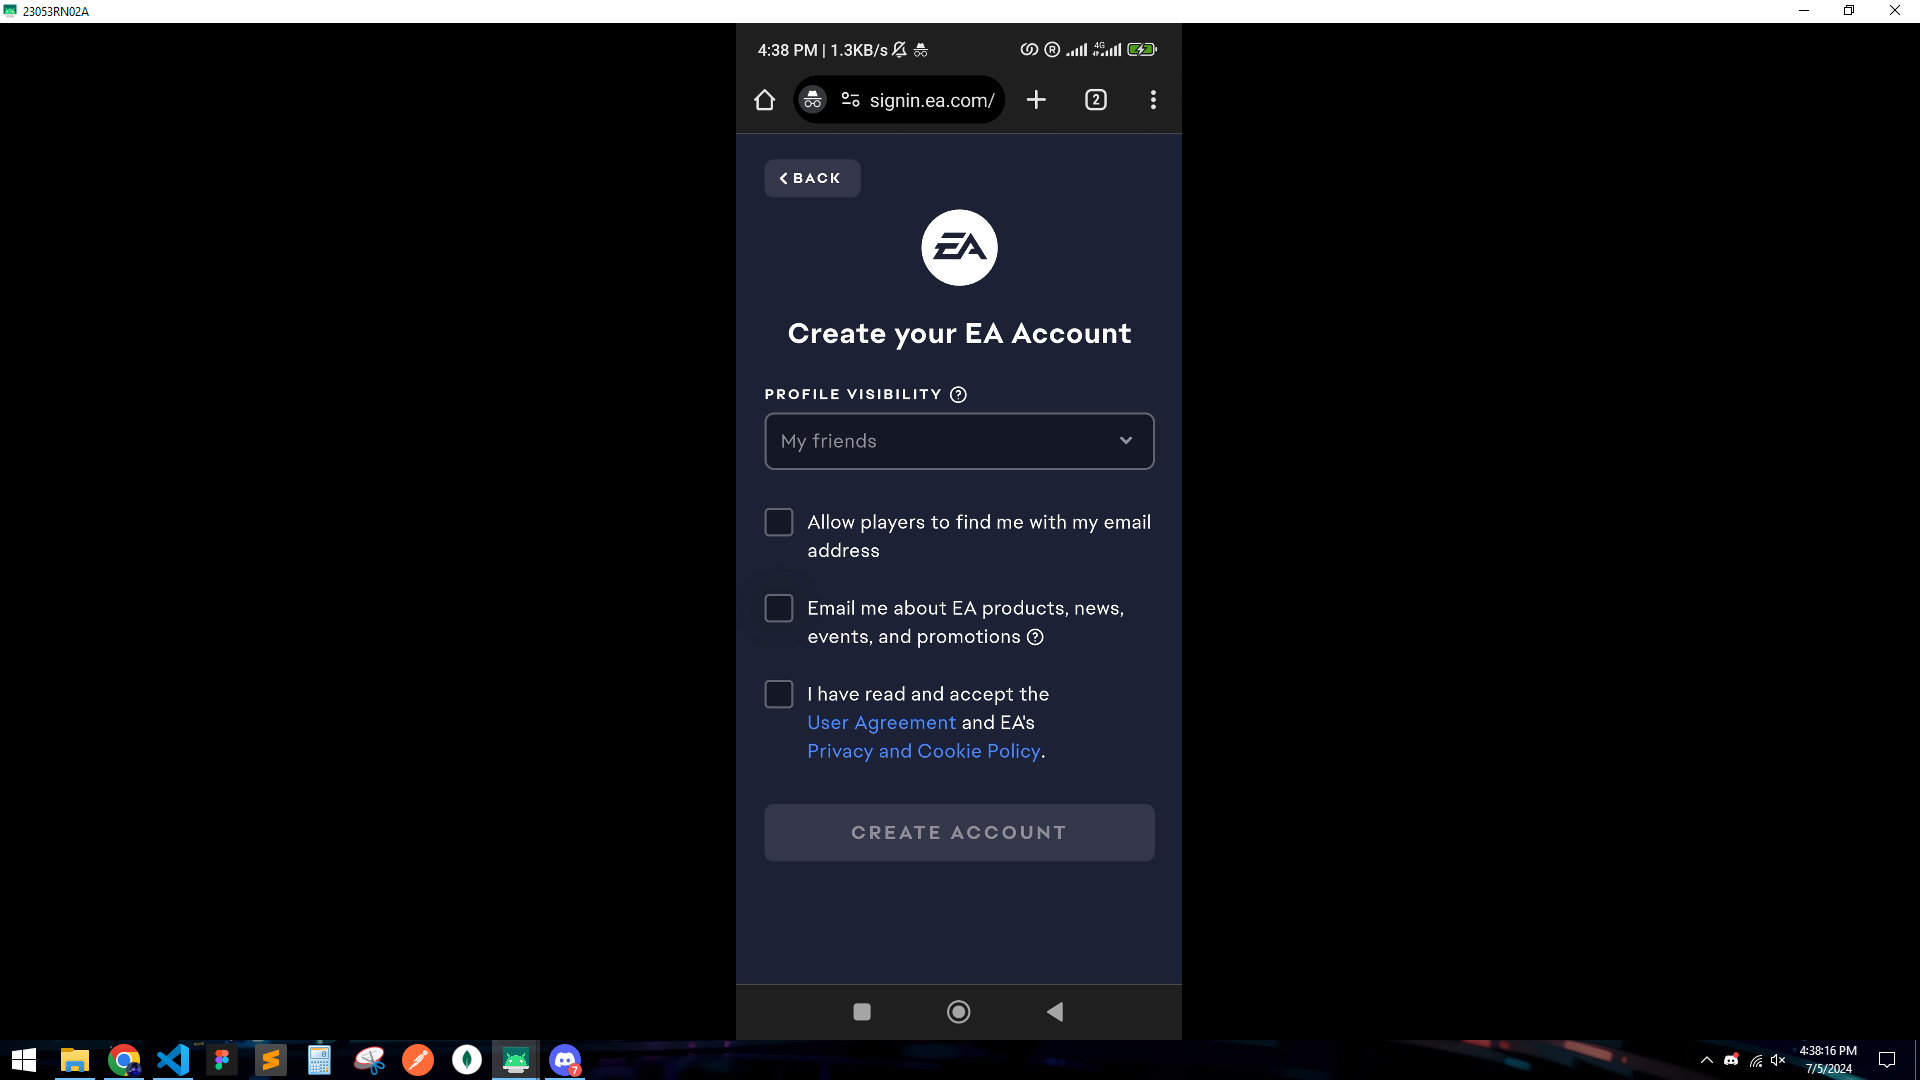 23053RN02A
4:38 PM | 1.3KB/s
4G
signin.ea.com/
2
BACK
EA
Create your EA Account
PROFILE VISIBILITY
My friends
Allow players to find me with my email
address
Email me about EA products, news,
events, and promotions
I have read and accept the
User Agreement and EA's
Privacy and Cookie Policy.
CREATE ACCOUNT
7
4:38:16 PM
7/5/2024